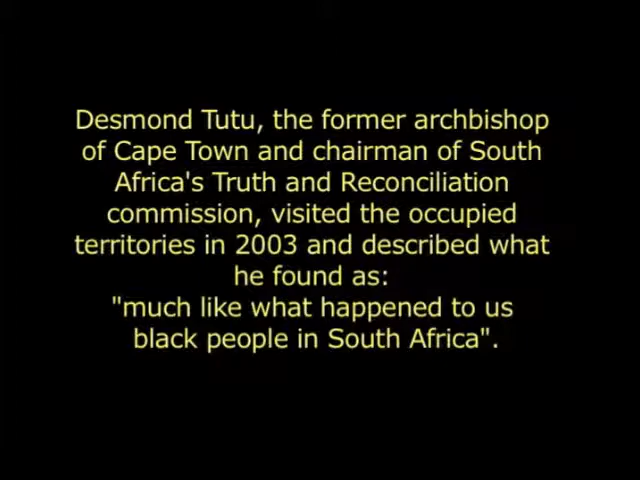 Desmond Tutu, the former archbishop
of Cape Town and chairman of South
Africa's Truth and Reconciliation
commission, visited the occupied
territories in 2003 and described what
he found as:
"much like what happened to us
black people in South Africa".